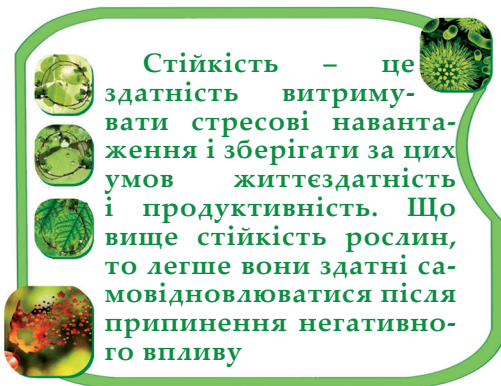 Стійкість – це
здатність витриму-
вати стресові наванта-
ження і зберігати за цих
умов життєздатність
і продуктивність. Що
вище стійкість рослин,
то легше вони здатні са-
мовідновлюватися після
припинення негативно-
го впливу